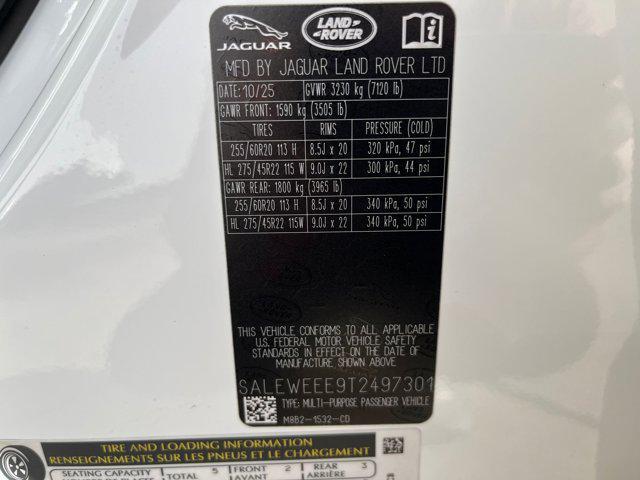 JAGUAR LAND ROVER
MFD BY JAGUAR LAND ROVER LTD
DATE: 10/25 GVWR 3230 kg (7120 lb)
GAWR FRONT: 1590 kg (3505 lb)
TIRES RIMS PRESSURE (COLD)
255/60R20 113 H 8.5J x 20 320 kPa, 47 psi
HL 275/45R22 115 W 9.0J x 22 300 kPa, 44 psi
GAWR REAR: 1800 kg (3965 lb)
255/60R20 113 H 8.5J x 20 340 kPa, 50 psi
HL 275/45R22 115W 9.0J x 22 340 kPa, 50 psi
THIS VEHICLE CONFORMS TO ALL APPLICABLE
U.S. FEDERAL MOTOR VEHICLE SAFETY
STANDARDS IN EFFECT ON THE DATE OF
MANUFACTURE SHOWN ABOVE
SALEWEEE9T2497301
TYPE: MULTI-PURPOSE PASSENGER VEHICLE
M8B2-1532-CD
TIRE AND LOADING INFORMATION
RENSEIGNEMENTS SUR LES PNEUS ET LE CHARGEMENT
SEATING CAPACITY TOTAL 5 FRONT 2 REAR 3
AVANT ARRIÈRE